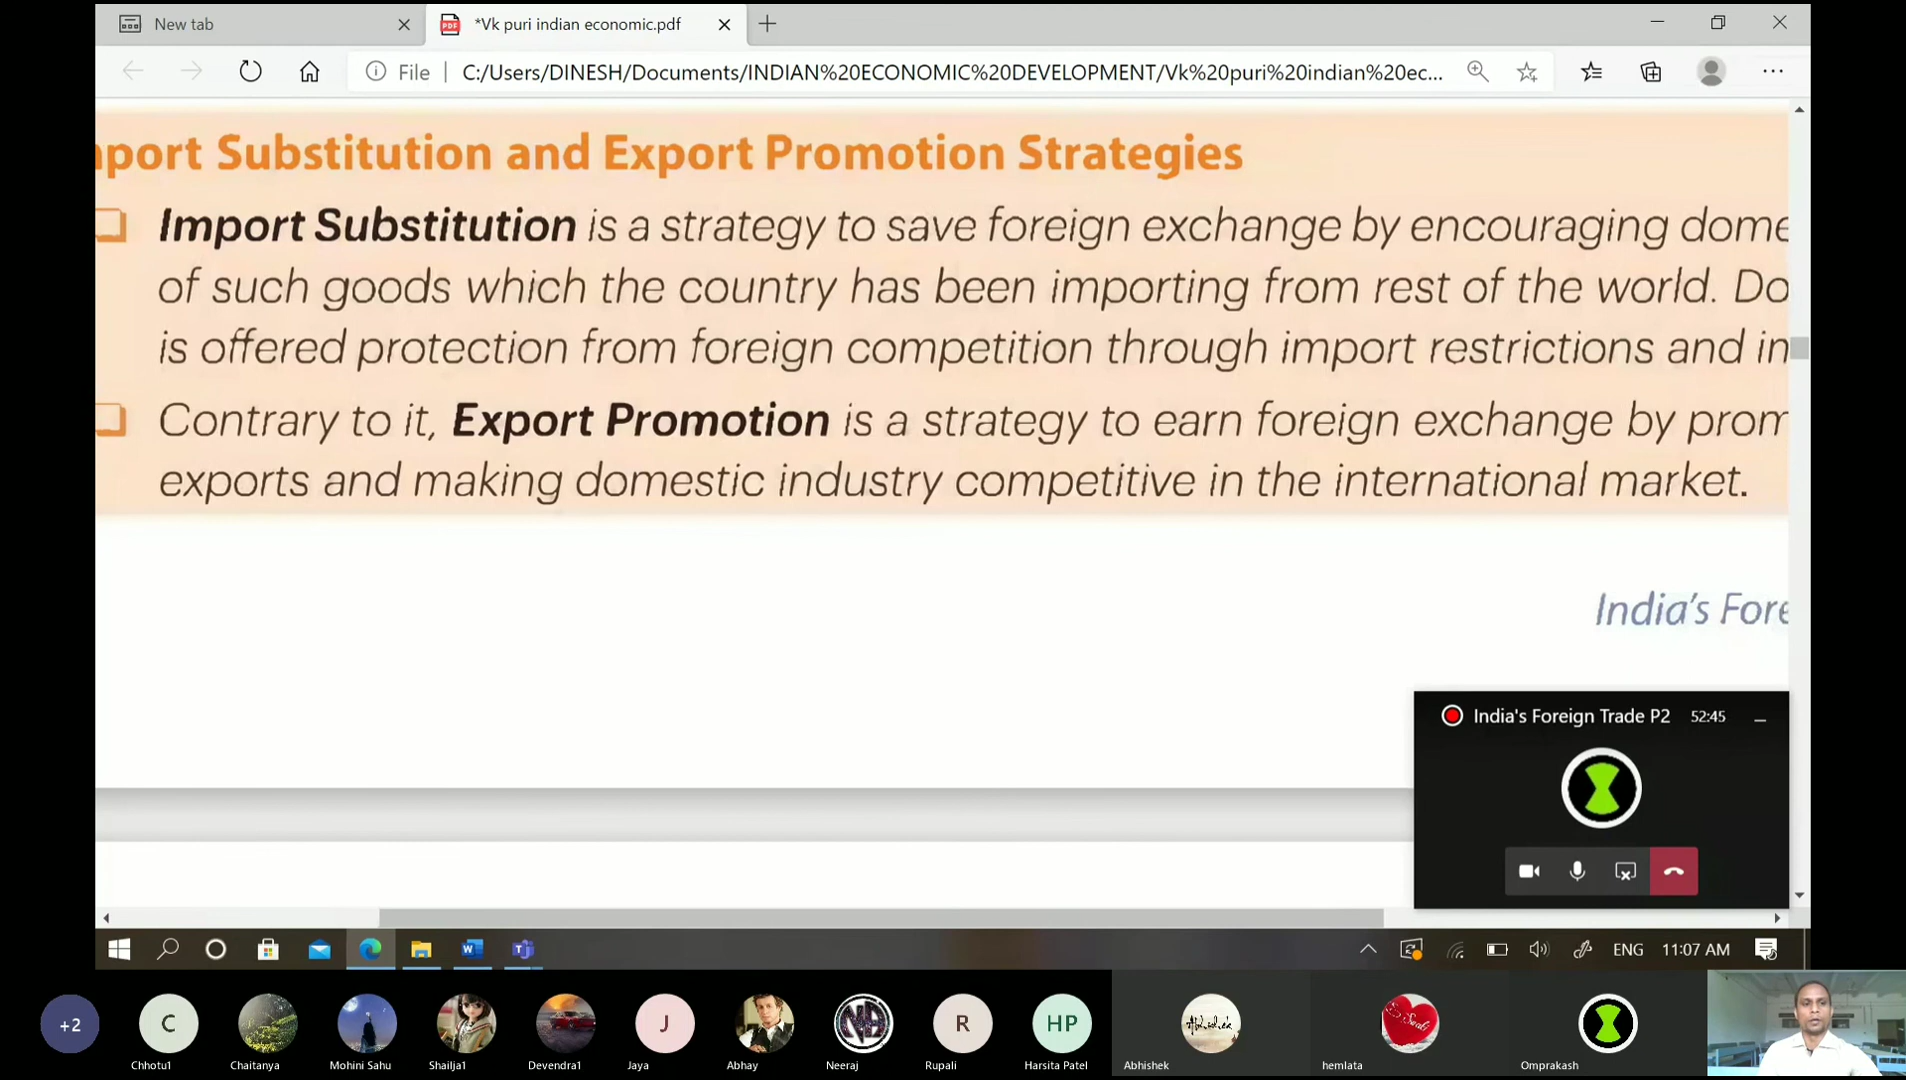 New tab
*Vk puri indian economic.pdf
File
C:/Users/DINESH/Documents/INDIAN%20ECONOMIC%20DEVELOPMENT/Vk%20puri%20indian%20ec...
nport Substitution and Export Promotion Strategies
Import Substitution is a strategy to save foreign exchange by encouraging dome
of such goods which the country has been importing from rest of the world. Do
is offered protection from foreign competition through import restrictions and in
Contrary to it, Export Promotion is a strategy to earn foreign exchange by prom
exports and making domestic industry competitive in the international market.
India's Fore
India's Foreign Trade P2 52:45
ENG 11:07 AM
+2
C
J
R
HP
Abhishek
Chhotu1
Chaitanya
Mohini Sahu
Shailja1
Devendra1
Jaya
Abhay
Neeraj
Rupali
Harsita Patel
Abhishek
hemlata
Omprakash